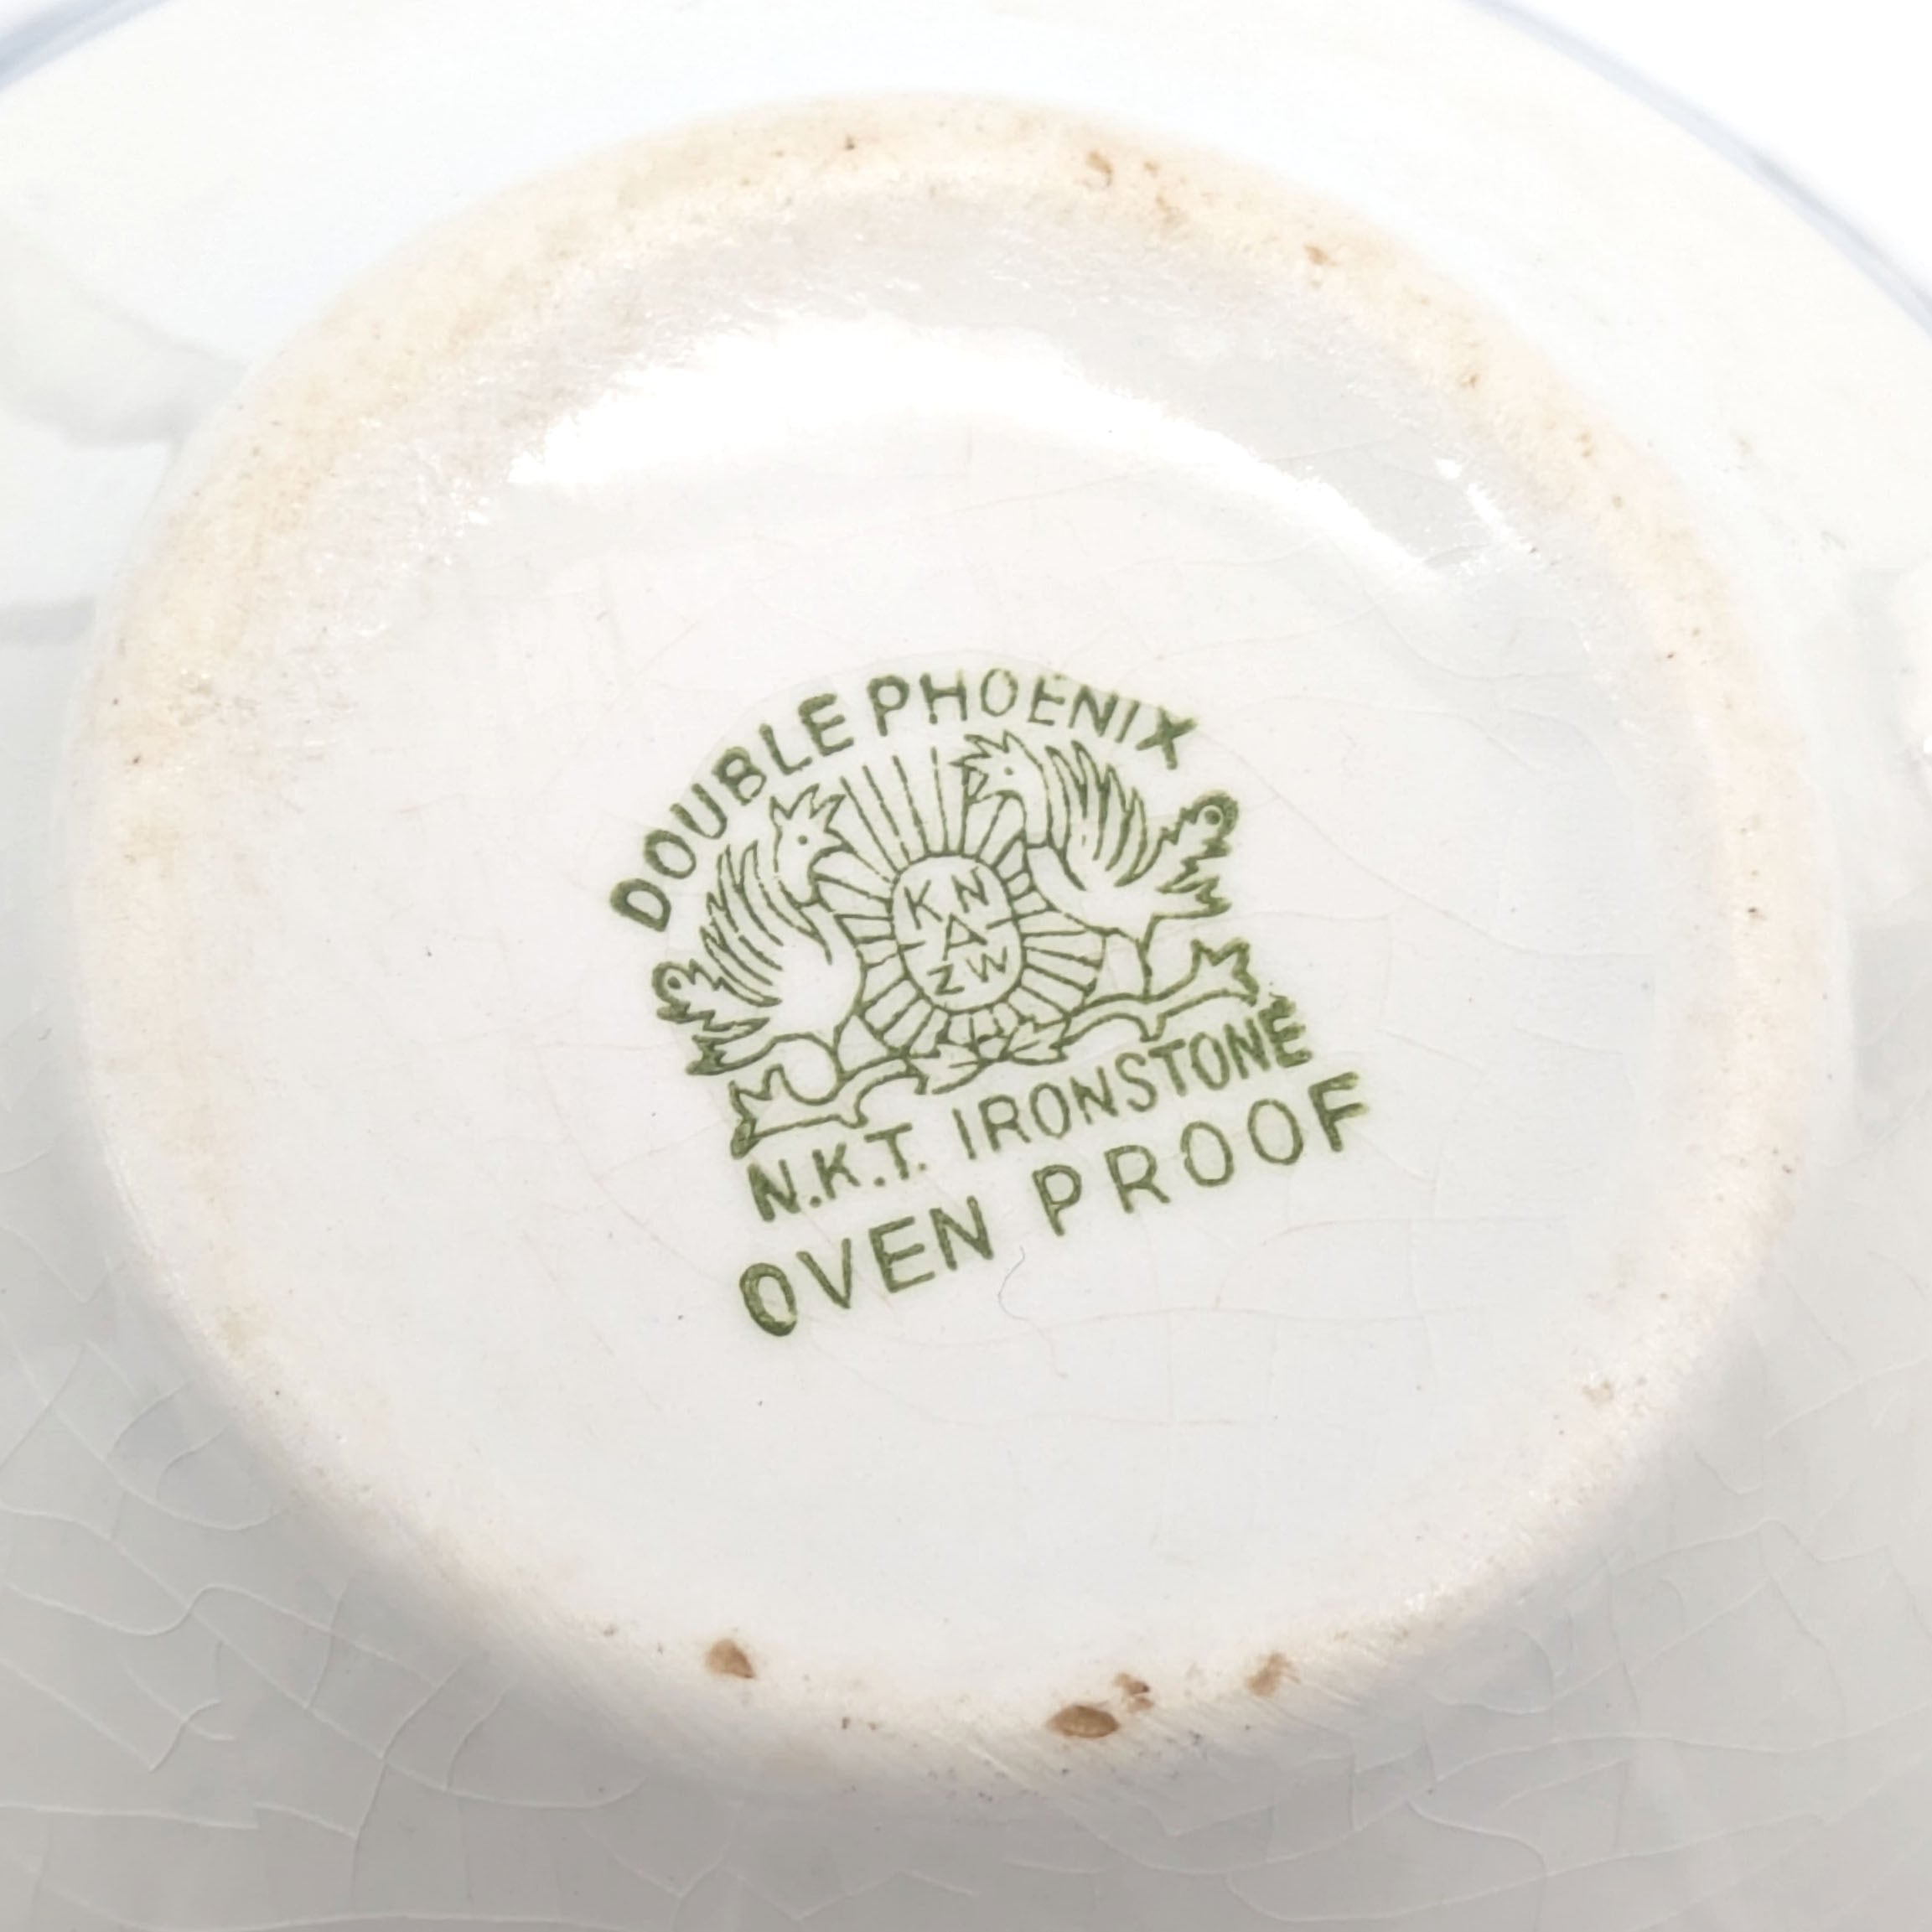 DOUBLE PHOENIX
KN
A
ZW
N.K.T. IRONSTONE
OVEN PROOF